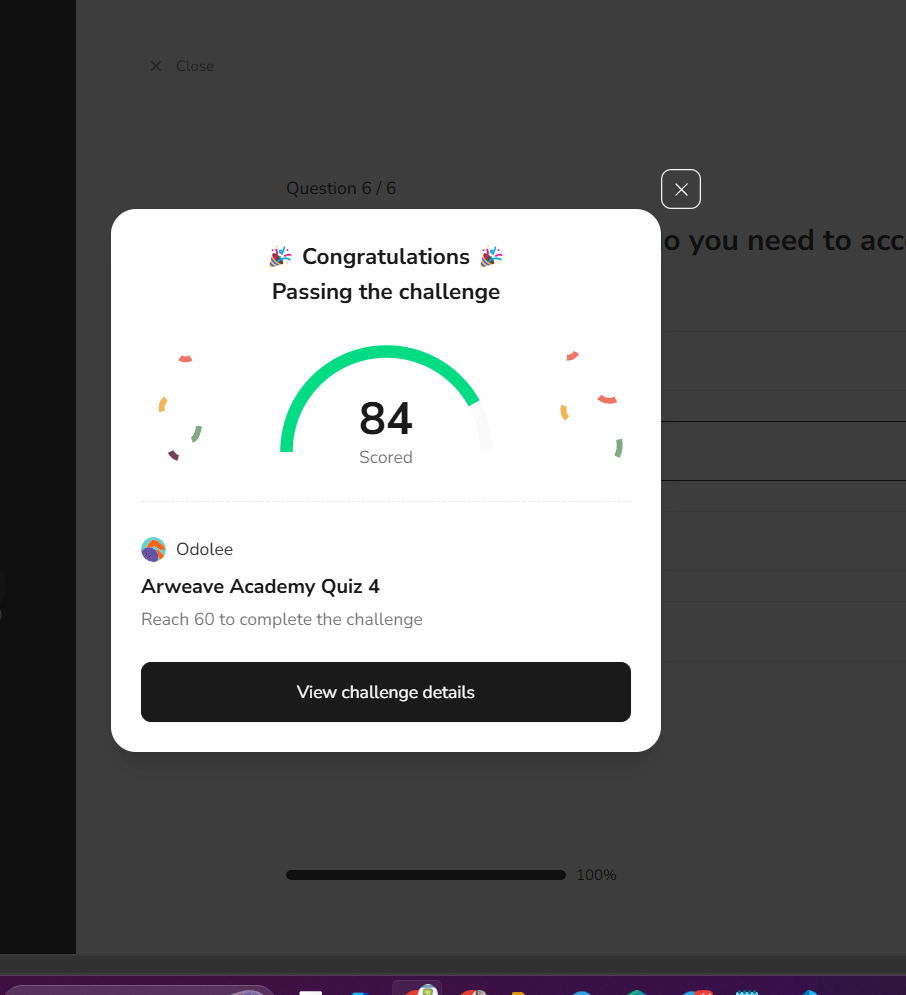 Close
Question 6 / 6
o you need to acc
🎉 Congratulations 🎉
Passing the challenge
84
Scored
Odolee
Arweave Academy Quiz 4
Reach 60 to complete the challenge
View challenge details
100%